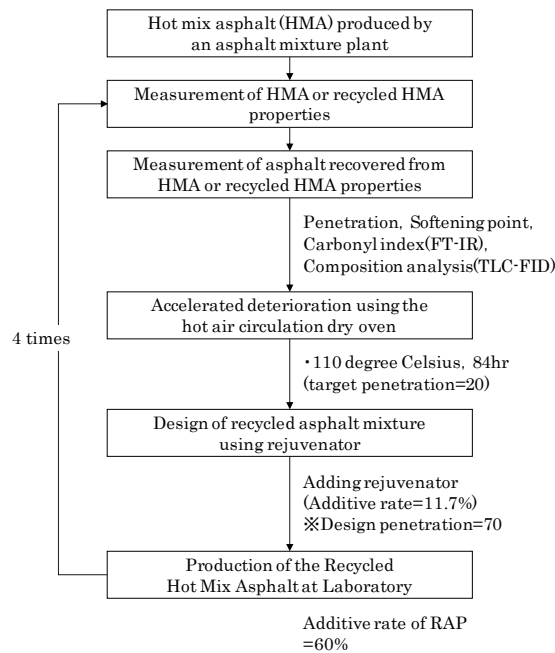 Hot mix asphalt (HMA) produced by
an asphalt mixture plant
Measurement of HMA or recycled HMA
properties
Measurement of asphalt recovered from
HMA or recycled HMA properties
Penetration, Softening point,
Carbonyl index(FT-IR),
Composition analysis(TLC-FID)
Accelerated deterioration using the
hot air circulation dry oven
4 times
・110 degree Celsius, 84hr
(target penetration=20)
Design of recycled asphalt mixture
using rejuvenator
Adding rejuvenator
(Additive rate=11.7%)
※Design penetration=70
Production of the Recycled
Hot Mix Asphalt at Laboratory
Additive rate of RAP
=60%